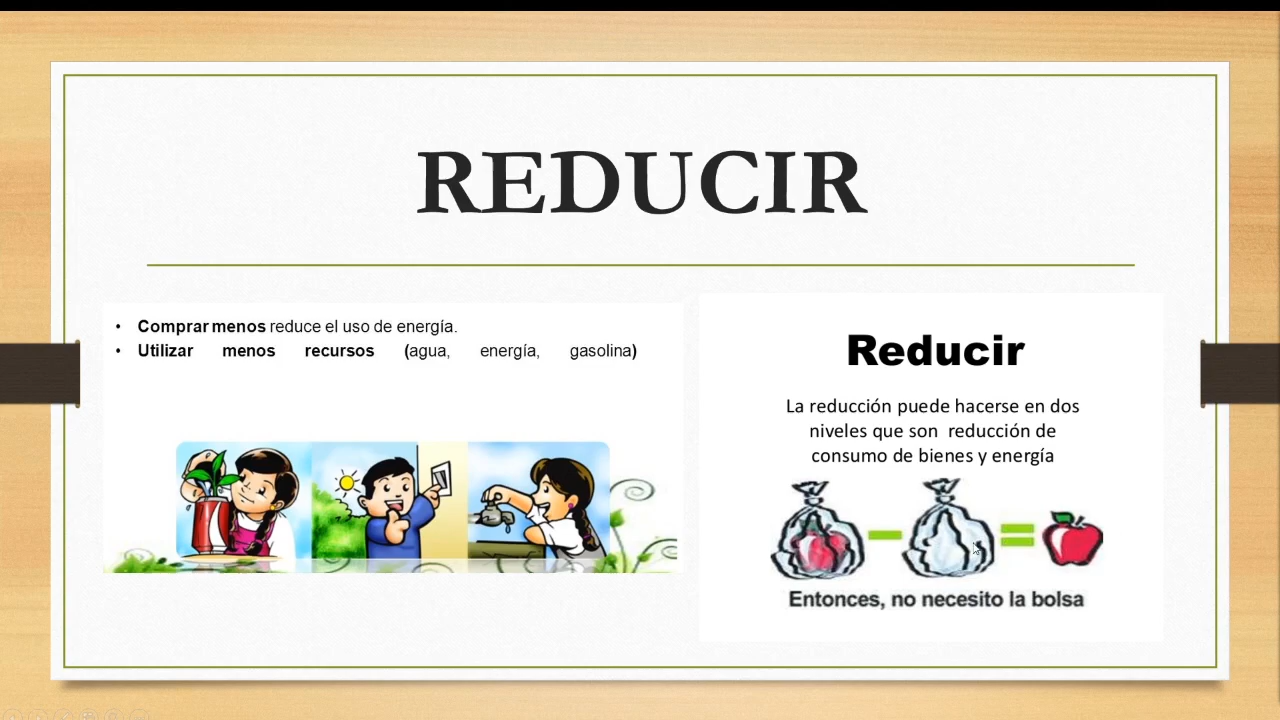 REDUCIR
• Comprar menos reduce el uso de energía.
• Utilizar menos recursos (agua, energía, gasolina)
Reducir
La reducción puede hacerse en dos
niveles que son reducción de
consumo de bienes y energía
Entonces, no necesito la bolsa